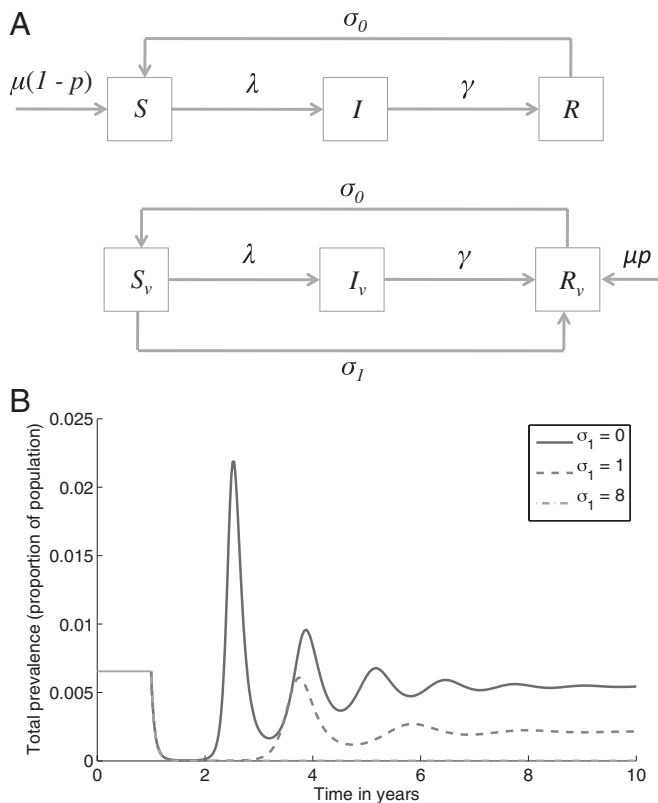 A
σ₀
μ(1 - p)
S
λ
I
γ
R
σ₀
Sᵥ
λ
Iᵥ
γ
Rᵥ
μp
σ₁
B
Total prevalence (proportion of population)
0.025
0.02
0.015
0.01
0.005
0
σ₁ = 0
σ₁ = 1
σ₁ = 8
0 2 4 6 8 10
Time in years